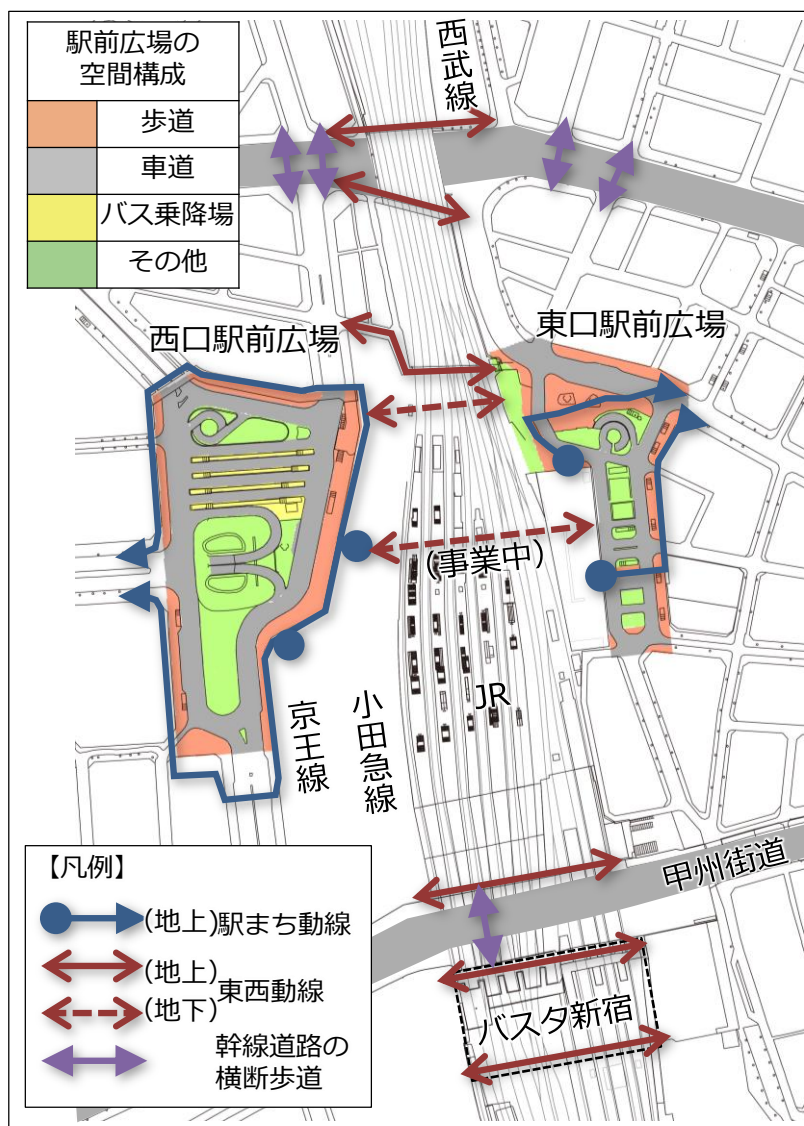 駅前広場の
空間構成
歩道
車道
バス乗降場
その他
西武線
西口駅前広場
東口駅前広場
(事業中)
JR
小田急線
京王線
甲州街道
バスタ新宿
【凡例】
(地上)駅まち動線
(地上)
東西動線
(地下)
幹線道路の
横断歩道